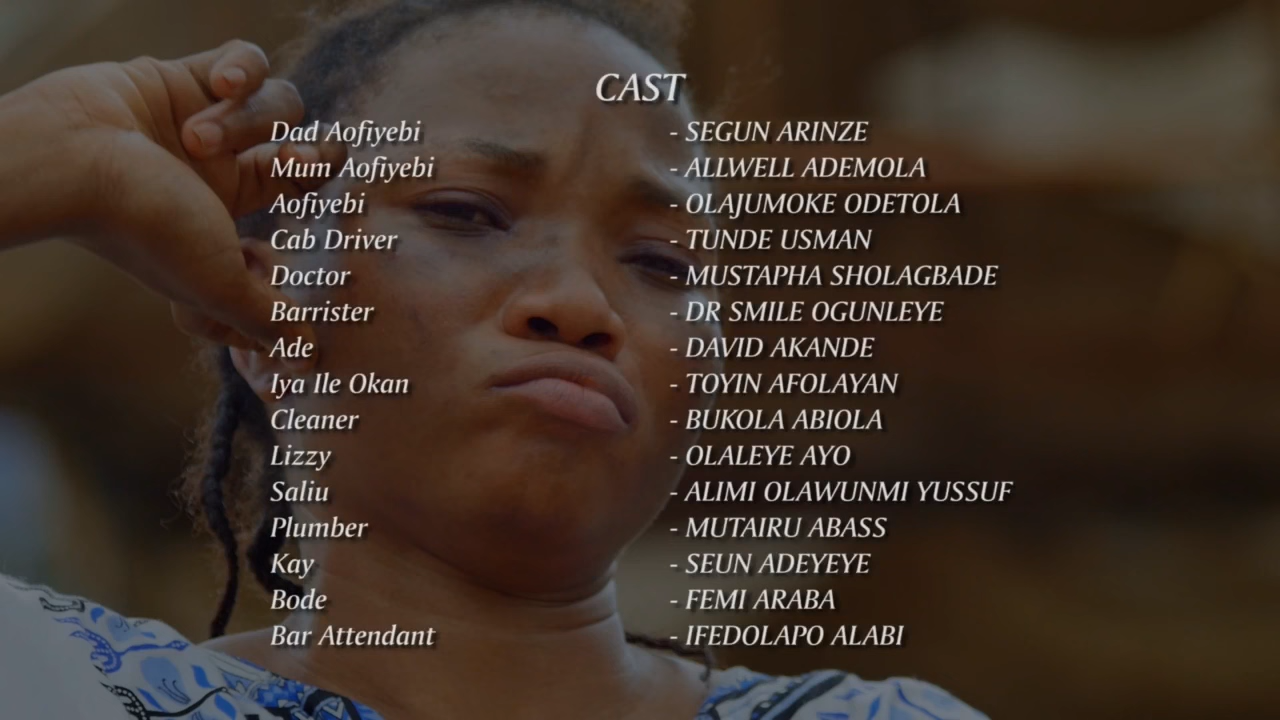 CAST
Dad Aofiyebi - SEGUN ARINZE
Mum Aofiyebi - ALLWELL ADEMOLA
Aofiyebi - OLAJUMOKE ODETOLA
Cab Driver - TUNDE USMAN
Doctor - MUSTAPHA SHOLAGBADE
Barrister - DR SMILE OGUNLEYE
Ade - DAVID AKANDE
Iya Ile Okan - TOYIN AFOLAYAN
Cleaner - BUKOLA ABIOLA
Lizzy - OLALEYE AYO
Saliu - ALIMI OLAWUNMI YUSSUF
Plumber - MUTAIRU ABASS
Kay - SEUN ADEYEYE
Bode - FEMI ARABA
Bar Attendant - IFEDOLAPO ALABI